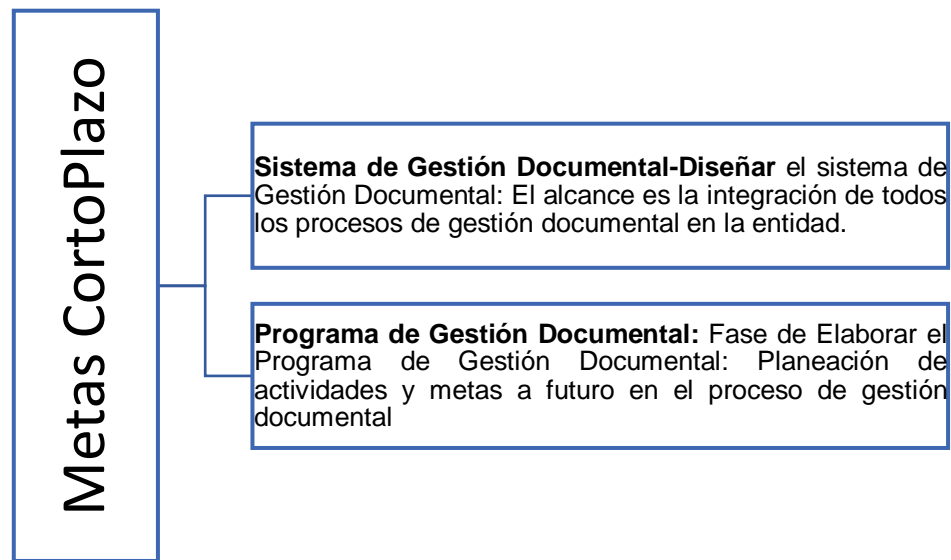 Metas CortoPlazo
Sistema de Gestión Documental-Diseñar el sistema de
Gestión Documental: El alcance es la integración de todos
los procesos de gestión documental en la entidad.
Programa de Gestión Documental: Fase de Elaborar el
Programa de Gestión Documental: Planeación de
actividades y metas a futuro en el proceso de gestión
documental